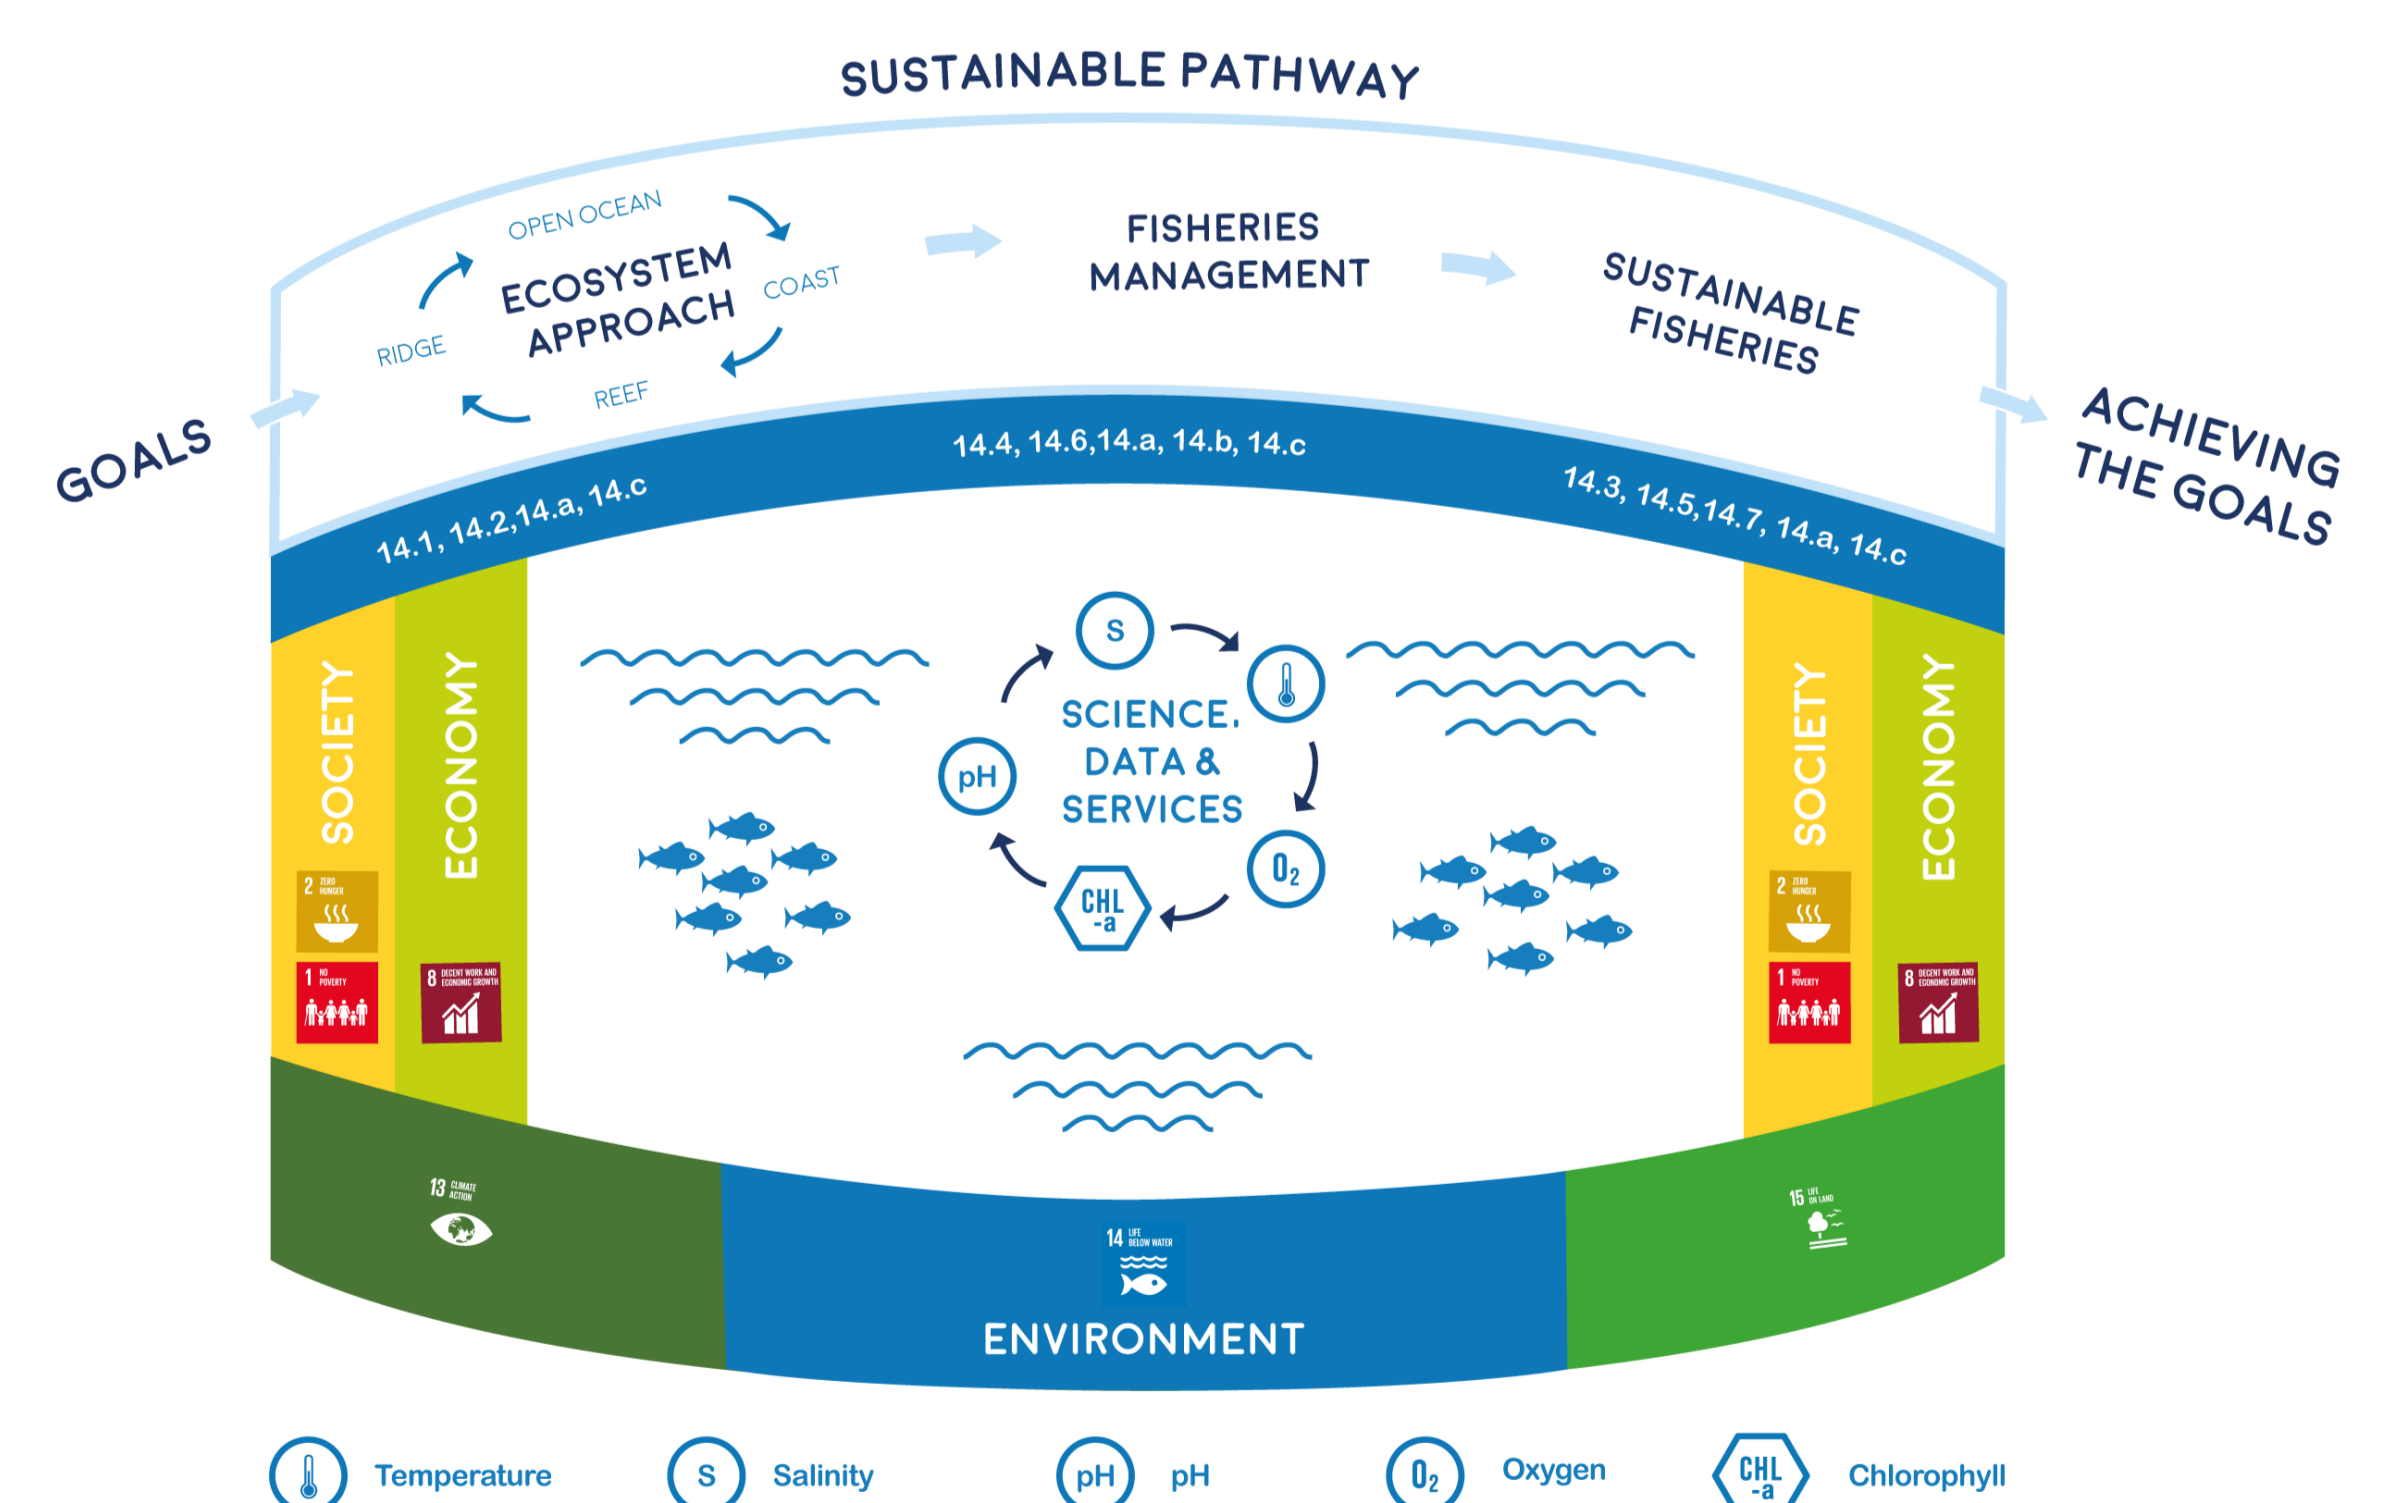 SUSTAINABLE PATHWAY
GOALS
OPEN OCEAN
COAST
REEF
RIDGE
ECOSYSTEM
APPROACH
FISHERIES
MANAGEMENT
SUSTAINABLE
FISHERIES
ACHIEVING
THE GOALS
14.1, 14.2,14.a, 14.c
14.4, 14.6,14.a, 14.b, 14.c
14.3, 14.5,14.7, 14.a, 14.c
SOCIETY
ECONOMY
2 ZERO
HUNGER
1 NO
POVERTY
8 DECENT WORK AND
ECONOMIC GROWTH
S
SCIENCE,
DATA &
SERVICES
pH
O2
CHL
-a
SOCIETY
ECONOMY
2 ZERO
HUNGER
1 NO
POVERTY
8 DECENT WORK AND
ECONOMIC GROWTH
13 CLIMATE
ACTION
14 LIFE
BELOW WATER
ENVIRONMENT
15 LIFE
ON LAND
Temperature
S Salinity
pH pH
O2 Oxygen
CHL
-a
Chlorophyll